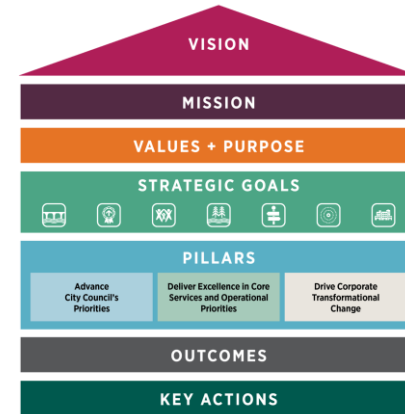 VISION
MISSION
VALUES + PURPOSE
STRATEGIC GOALS
PILLARS
Advance
City Council's
Priorities
Deliver Excellence in Core
Services and Operational
Priorities
Drive Corporate
Transformational
Change
OUTCOMES
KEY ACTIONS